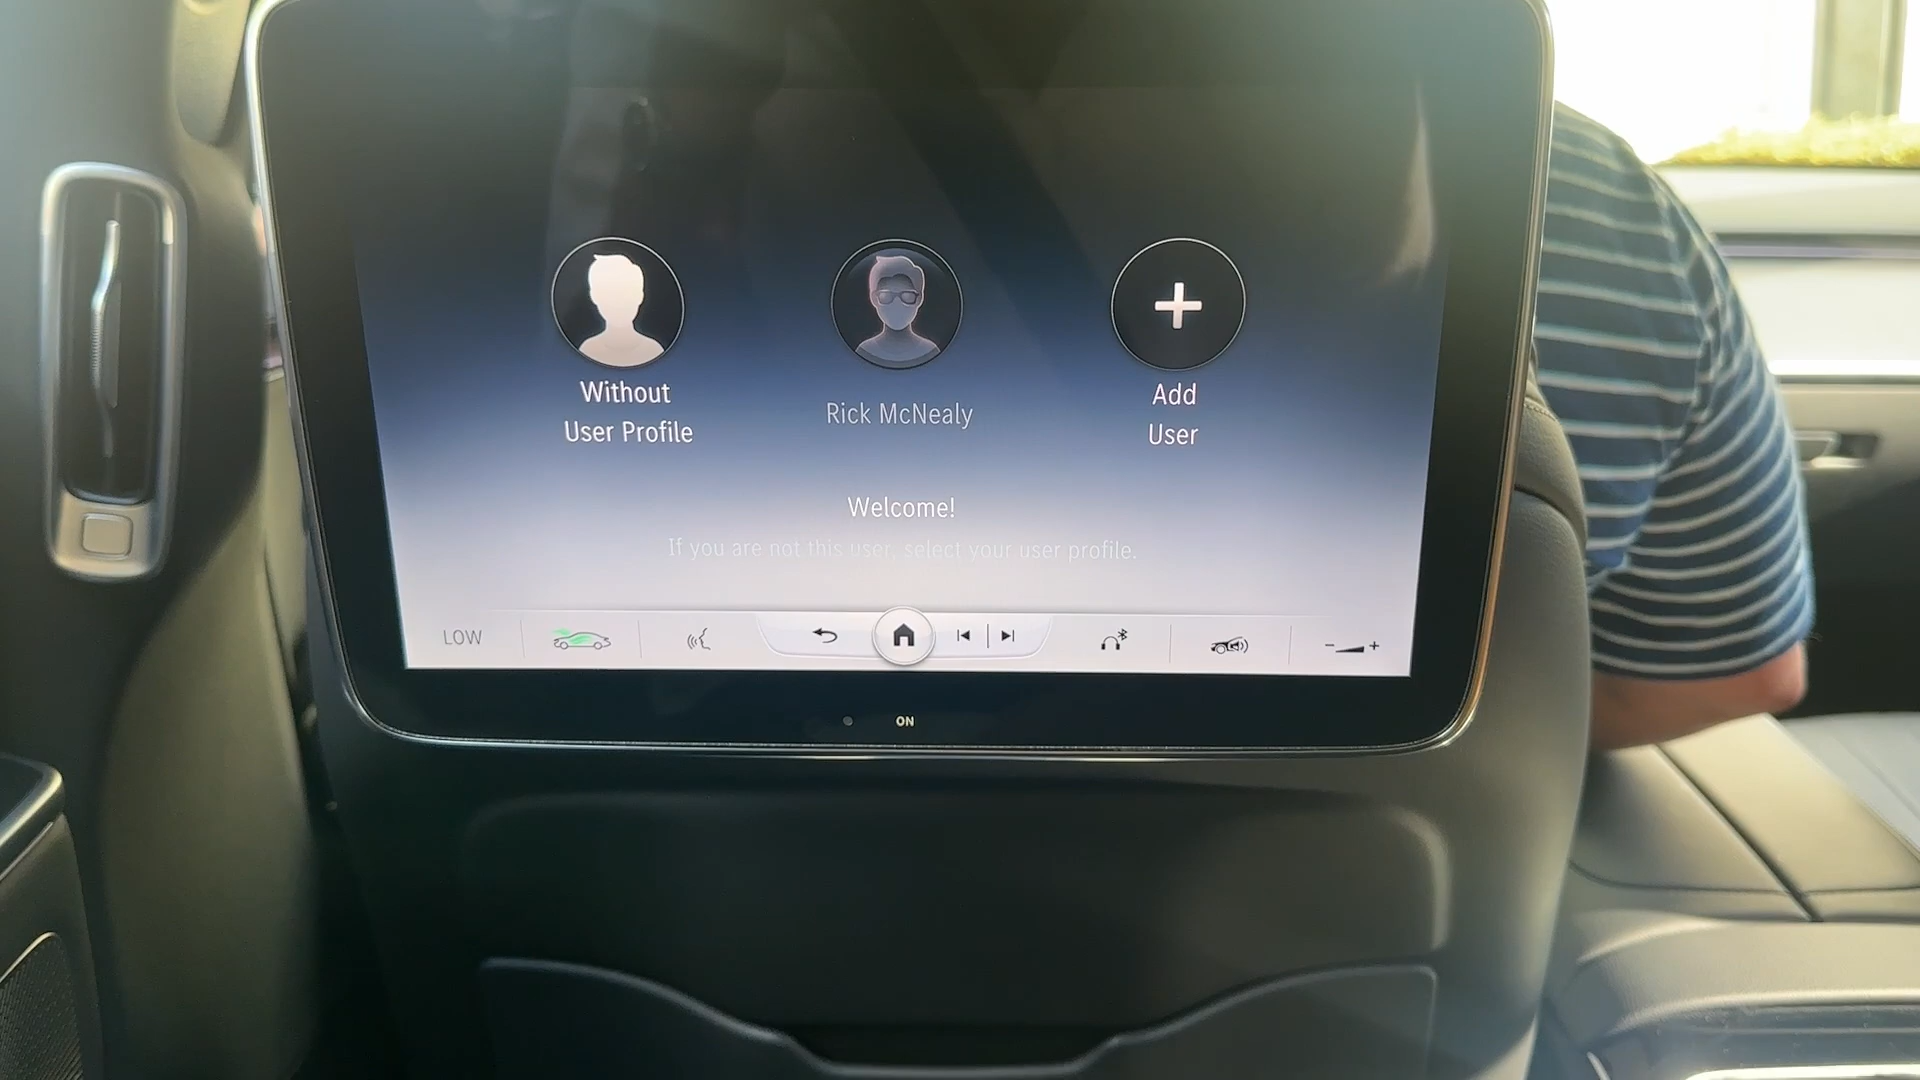 Without
User Profile
Rick McNealy
Add
User
Welcome!
If you are not this user, select your user profile.
LOW
ON